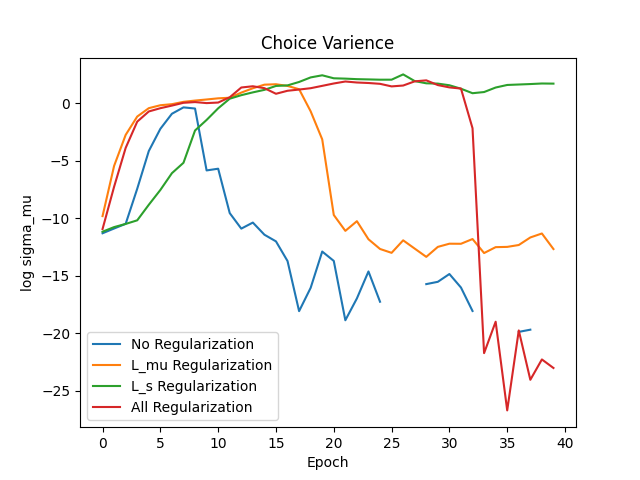 Choice Varience
log sigma_mu
0
−5
−10
−15
−20
−25
No Regularization
L_mu Regularization
L_s Regularization
All Regularization
0 5 10 15 20 25 30 35 40
Epoch